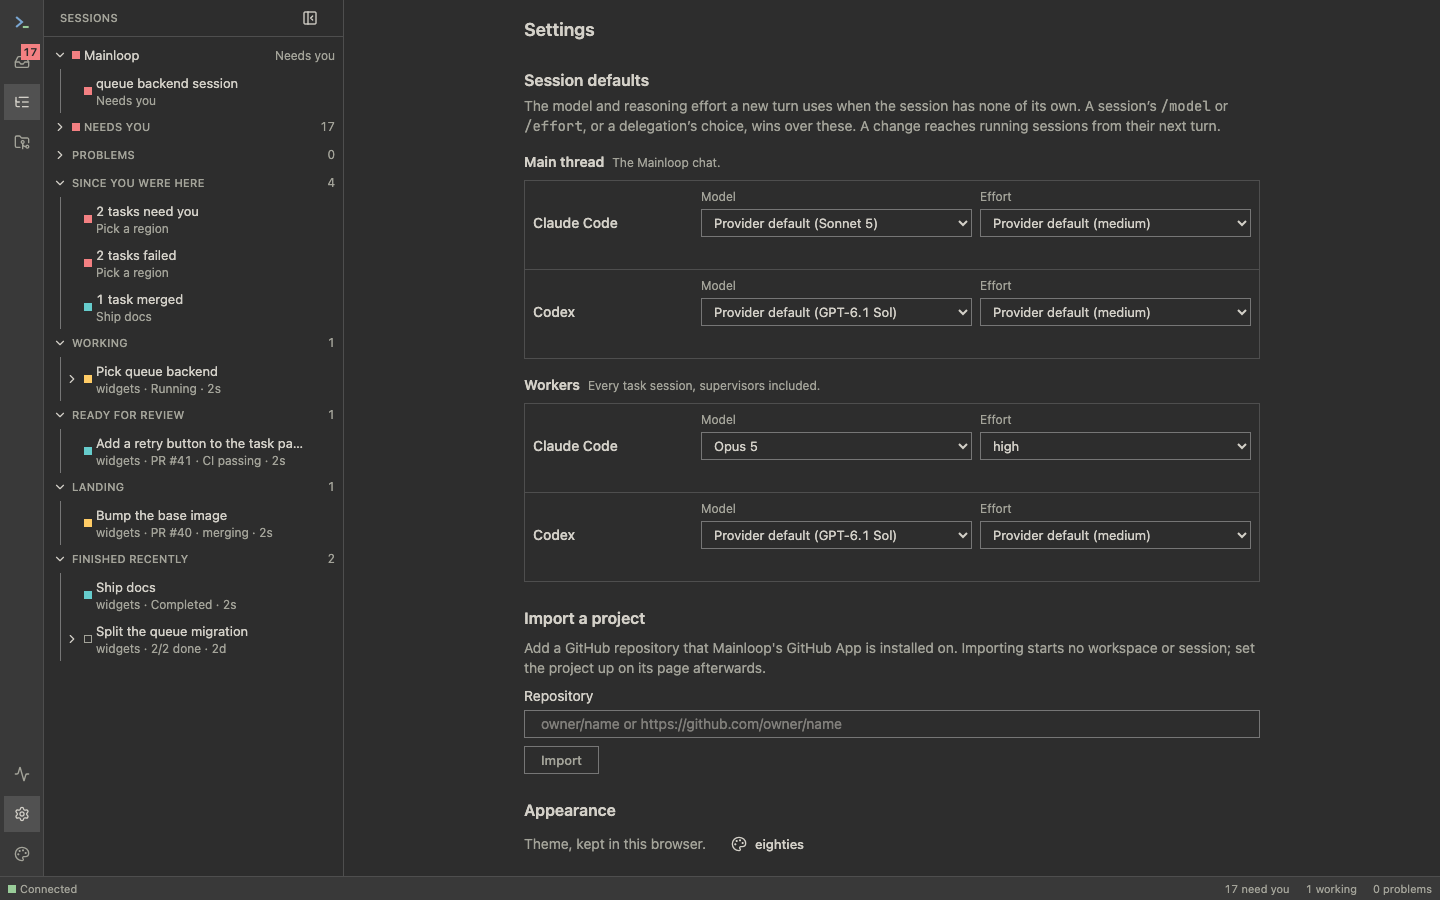 SESSIONS
17
Mainloop
Needs you
queue backend session
Needs you
NEEDS YOU
17
PROBLEMS
0
SINCE YOU WERE HERE
4
2 tasks need you
Pick a region
2 tasks failed
Pick a region
1 task merged
Ship docs
WORKING
1
Pick queue backend
widgets · Running · 2s
READY FOR REVIEW
1
Add a retry button to the task pa...
widgets · PR #41 · CI passing · 2s
LANDING
1
Bump the base image
widgets · PR #40 · merging · 2s
FINISHED RECENTLY
2
Ship docs
widgets · Completed · 2s
Split the queue migration
widgets · 2/2 done · 2d
Settings
Session defaults
The model and reasoning effort a new turn uses when the session has none of its own. A session's /model or
/effort, or a delegation's choice, wins over these. A change reaches running sessions from their next turn.
Main thread The Mainloop chat.
Model
Effort
Claude Code
Provider default (Sonnet 5)
Provider default (medium)
Model
Effort
Codex
Provider default (GPT-6.1 Sol)
Provider default (medium)
Workers Every task session, supervisors included.
Model
Effort
Claude Code
Opus 5
high
Model
Effort
Codex
Provider default (GPT-6.1 Sol)
Provider default (medium)
Import a project
Add a GitHub repository that Mainloop's GitHub App is installed on. Importing starts no workspace or session; set
the project up on its page afterwards.
Repository
owner/name or https://github.com/owner/name
Import
Appearance
Theme, kept in this browser.
eighties
Connected
17 need you
1 working
0 problems